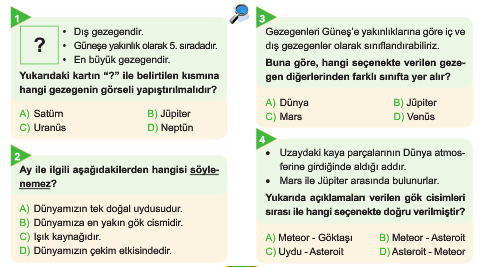 1
?
• Dış gezegendir.
• Güneşe yakınlık olarak 5. sıradadır.
• En büyük gezegendir.
Yukarıdaki kartın "?" ile belirtilen kısmına
hangi gezegenin görseli yapıştırılmalıdır?
A) Satürn B) Jüpiter
C) Uranüs D) Neptün
2
Ay ile ilgili aşağıdakilerden hangisi söyle-
nemez?
A) Dünyamızın tek doğal uydusudur.
B) Dünyamıza en yakın gök cismidir.
C) Işık kaynağıdır.
D) Dünyamızın çekim etkisindedir.
3
Gezegenleri Güneş'e yakınlıklarına göre iç ve
dış gezegenler olarak sınıflandırabiliriz.
Buna göre, hangi seçenekte verilen geze-
gen diğerlerinden farklı sınıfta yer alır?
A) Dünya B) Jüpiter
C) Mars D) Venüs
4
• Uzaydaki kaya parçalarının Dünya atmos-
ferine girdiğinde aldığı addır.
• Mars ile Jüpiter arasında bulunurlar.
Yukarıda açıklamaları verilen gök cisimleri
sırası ile hangi seçenekte doğru verilmiştir?
A) Meteor - Göktaşı B) Meteor - Asteroit
C) Uydu - Asteroit D) Asteroit - Meteor